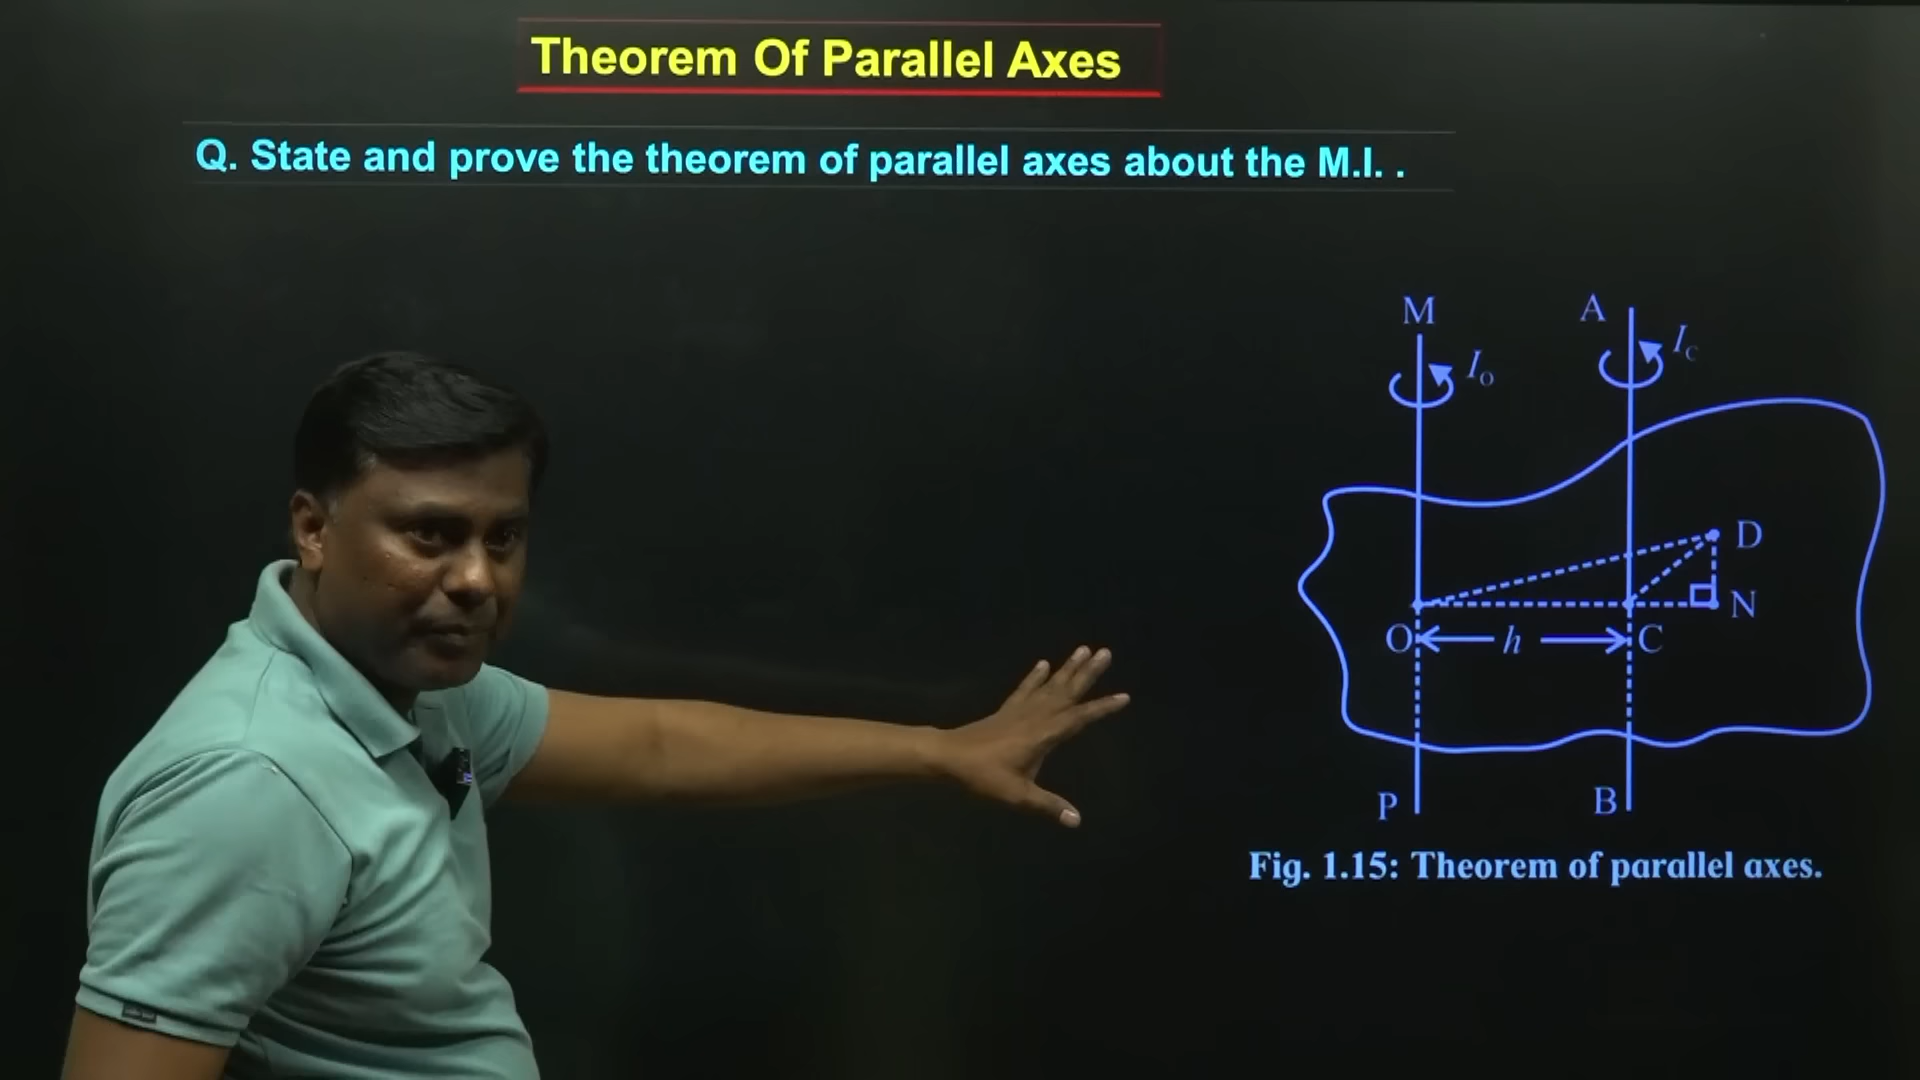 Theorem Of Parallel Axes
Q. State and prove the theorem of parallel axes about the M.I. .
M
A
Io
Ic
D
N
O
h
C
P
B
Fig. 1.15: Theorem of parallel axes.